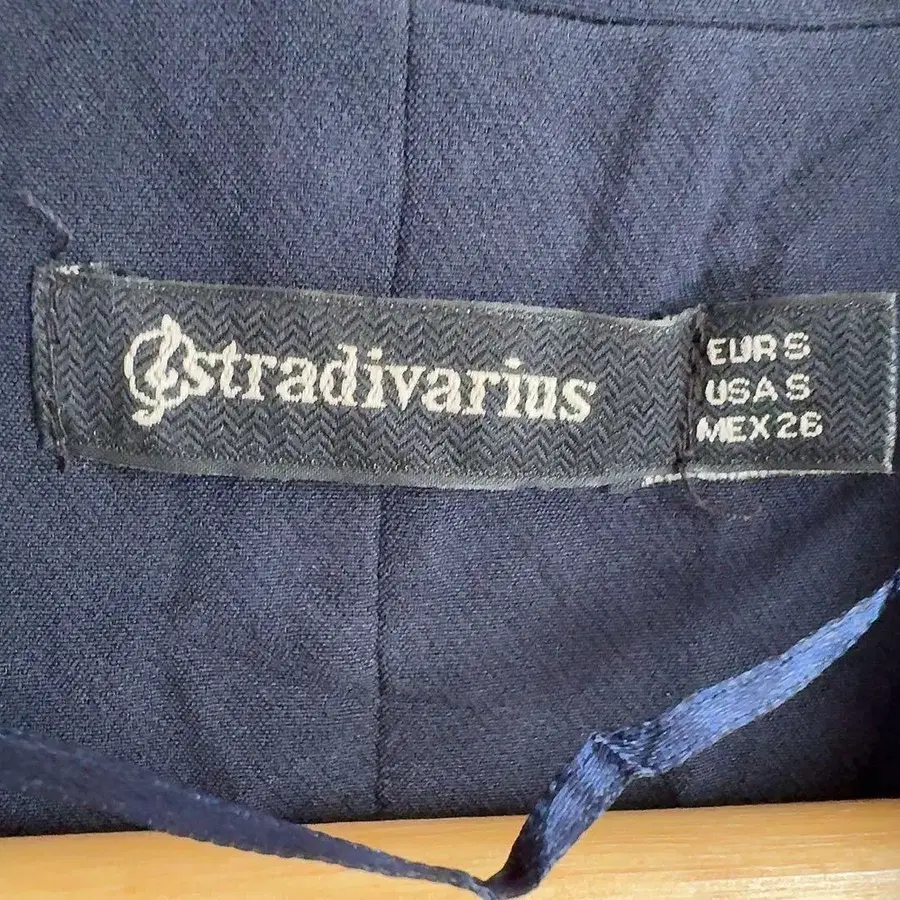 stradivarius
EUR S
USA S
MEX 26